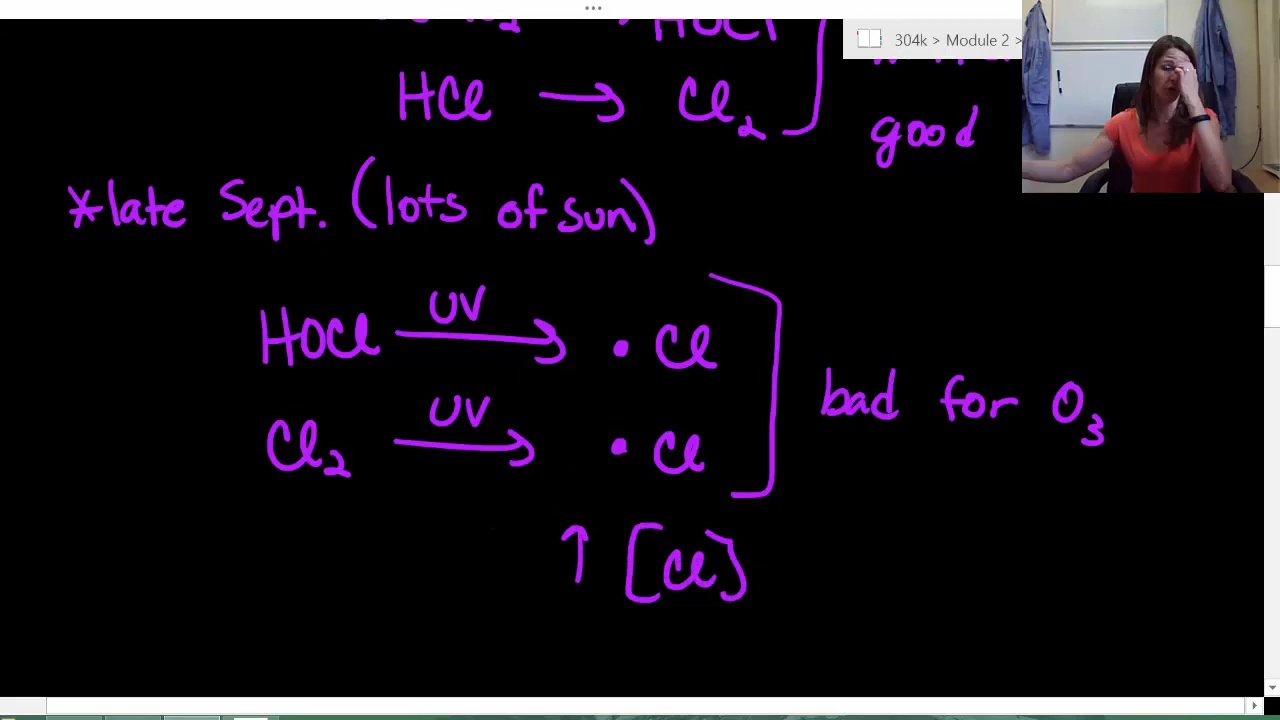 304k > Module 2 >
HCl → Cl₂
good
*late Sept. (lots of sun)
HOCl UV → • Cl
Cl₂ UV → • Cl
bad for O₃
↑ [Cl]